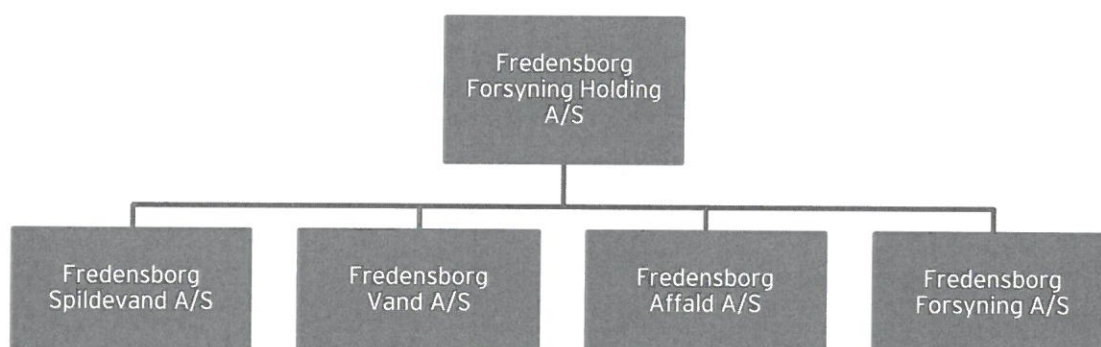 Fredensborg
Forsyning Holding
A/S
Fredensborg
Spildevand A/S
Fredensborg
Vand A/S
Fredensborg
Affald A/S
Fredensborg
Forsyning A/S